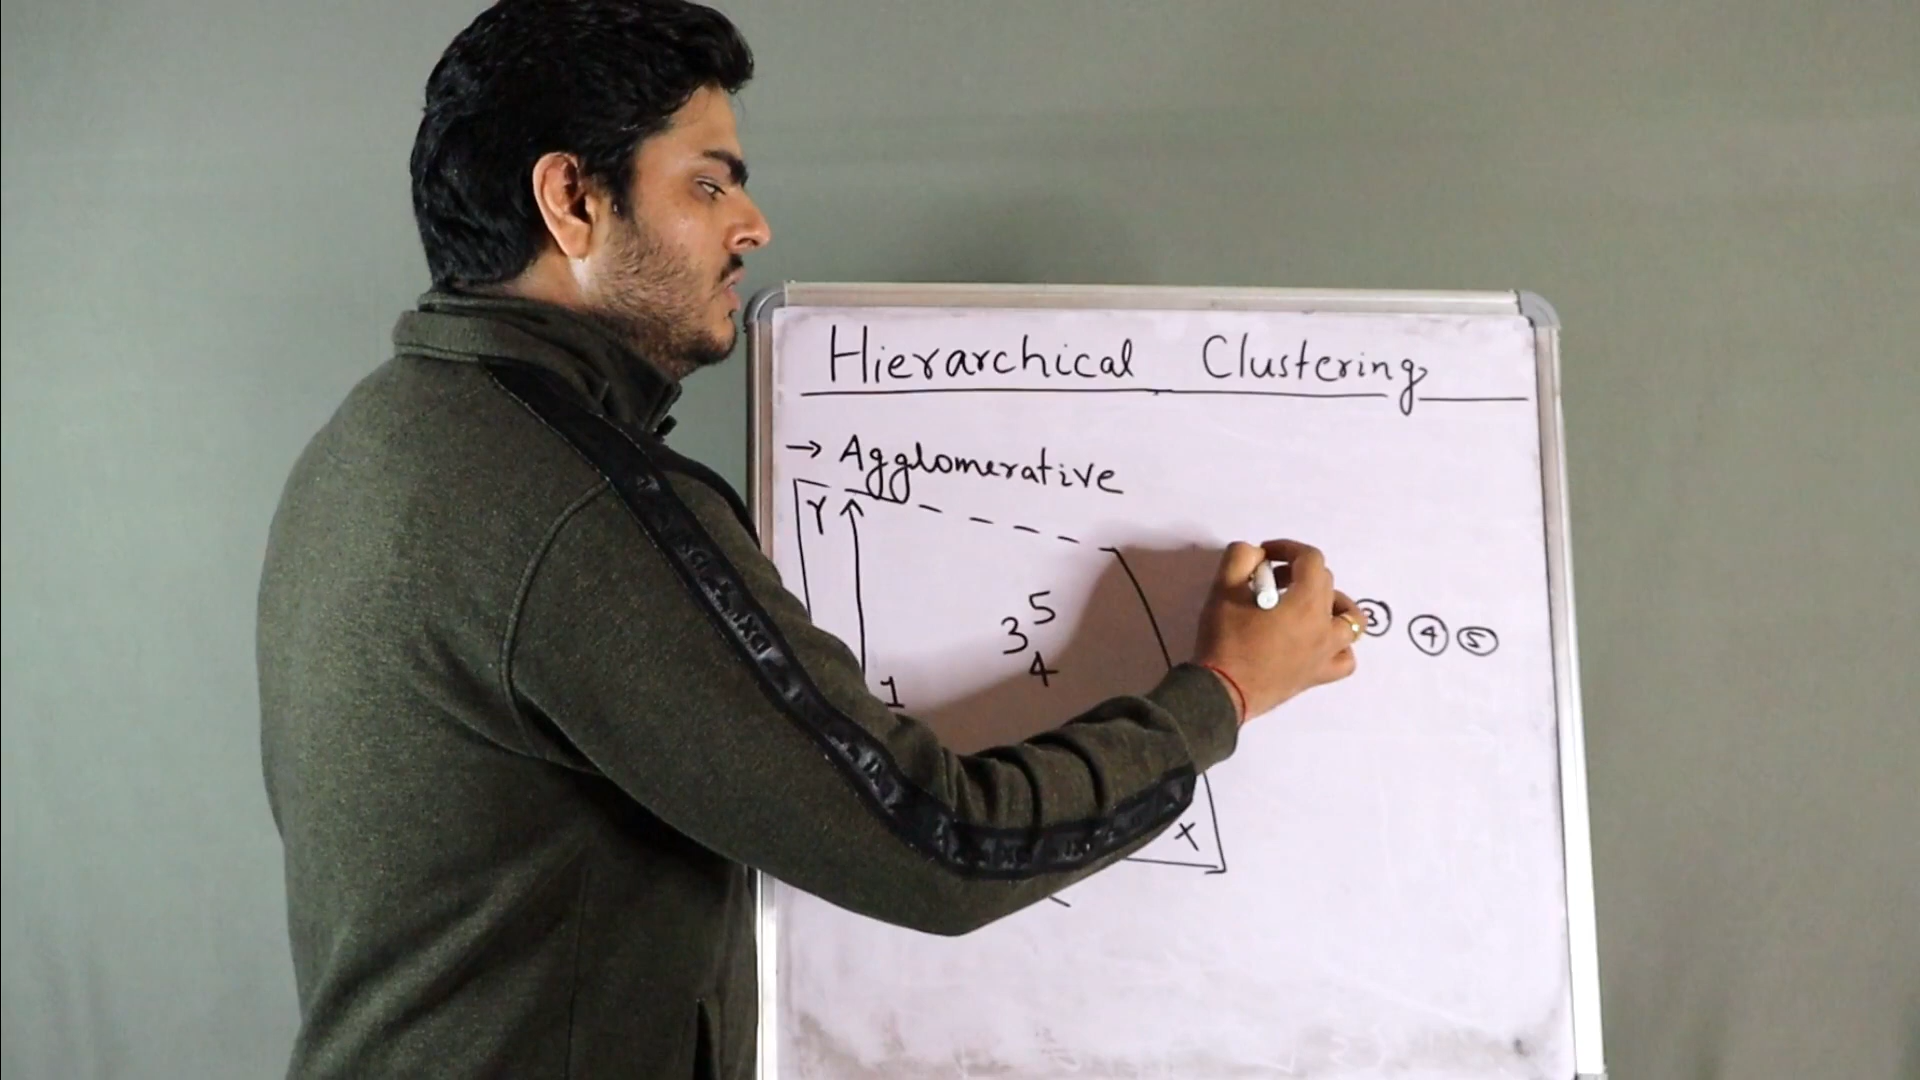 Hierarchical Clustering
→ Agglomerative
Y
5
3
③ ④ ⑤
4
1
X